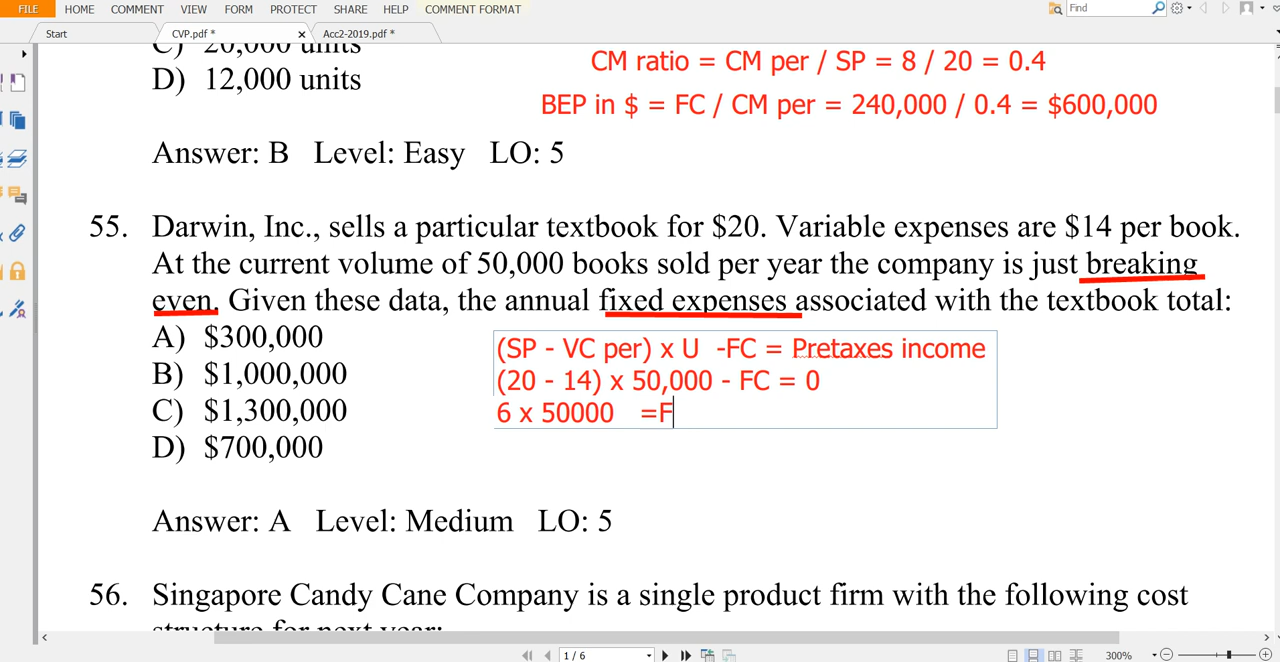 FILE HOME COMMENT VIEW FORM PROTECT SHARE HELP COMMENT FORMAT Find
Start CVP.pdf * x Acc2-2019.pdf *
C) 20,000 units
D) 12,000 units
CM ratio = CM per / SP = 8 / 20 = 0.4
BEP in $ = FC / CM per = 240,000 / 0.4 = $600,000
Answer: B Level: Easy LO: 5
55. Darwin, Inc., sells a particular textbook for $20. Variable expenses are $14 per book.
At the current volume of 50,000 books sold per year the company is just breaking
even. Given these data, the annual fixed expenses associated with the textbook total:
A) $300,000
B) $1,000,000
C) $1,300,000
D) $700,000
(SP - VC per) x U -FC = Pretaxes income
(20 - 14) x 50,000 - FC = 0
6 x 50000 =F
Answer: A Level: Medium LO: 5
56. Singapore Candy Cane Company is a single product firm with the following cost
structure for next year:
1 / 6 300%